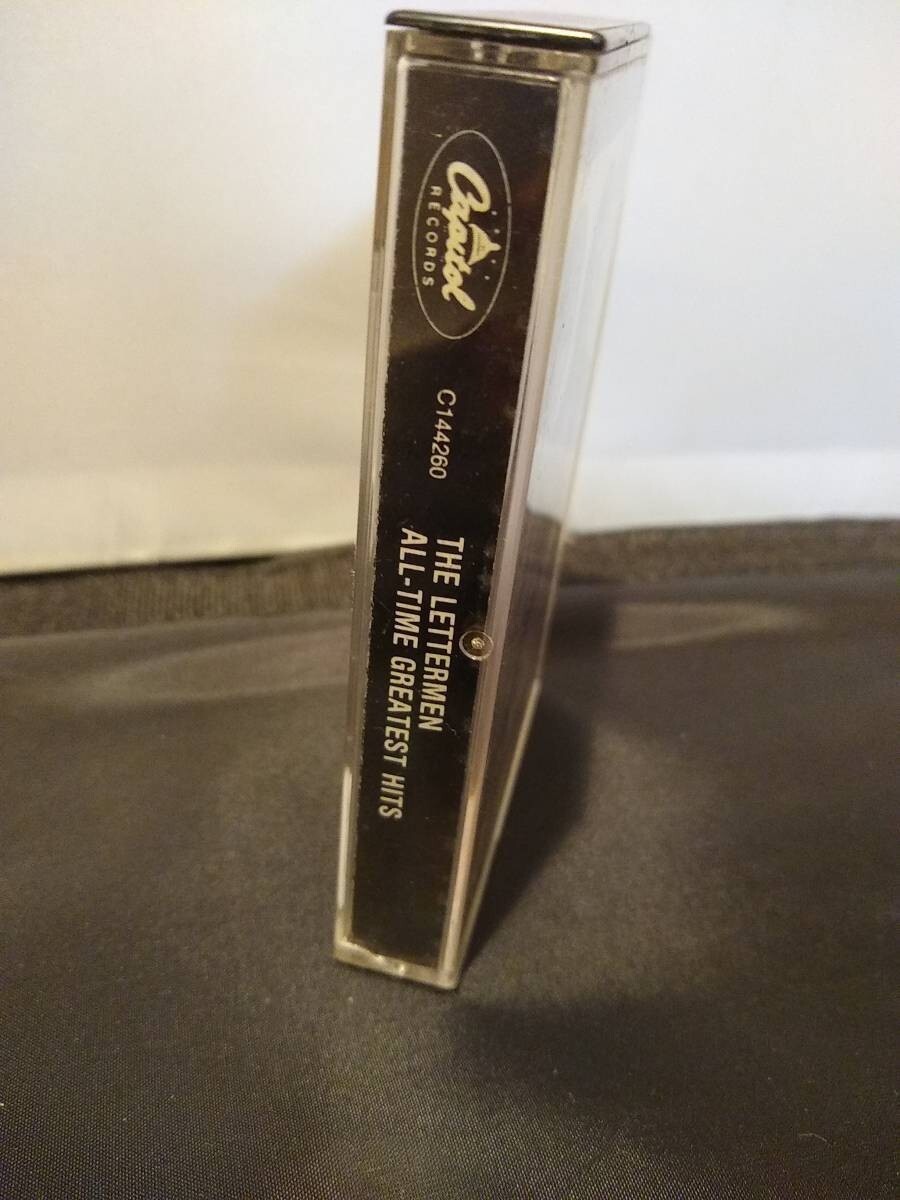 Capitol
RECORDS
C144260
THE LETTERMEN
ALL-TIME GREATEST HITS